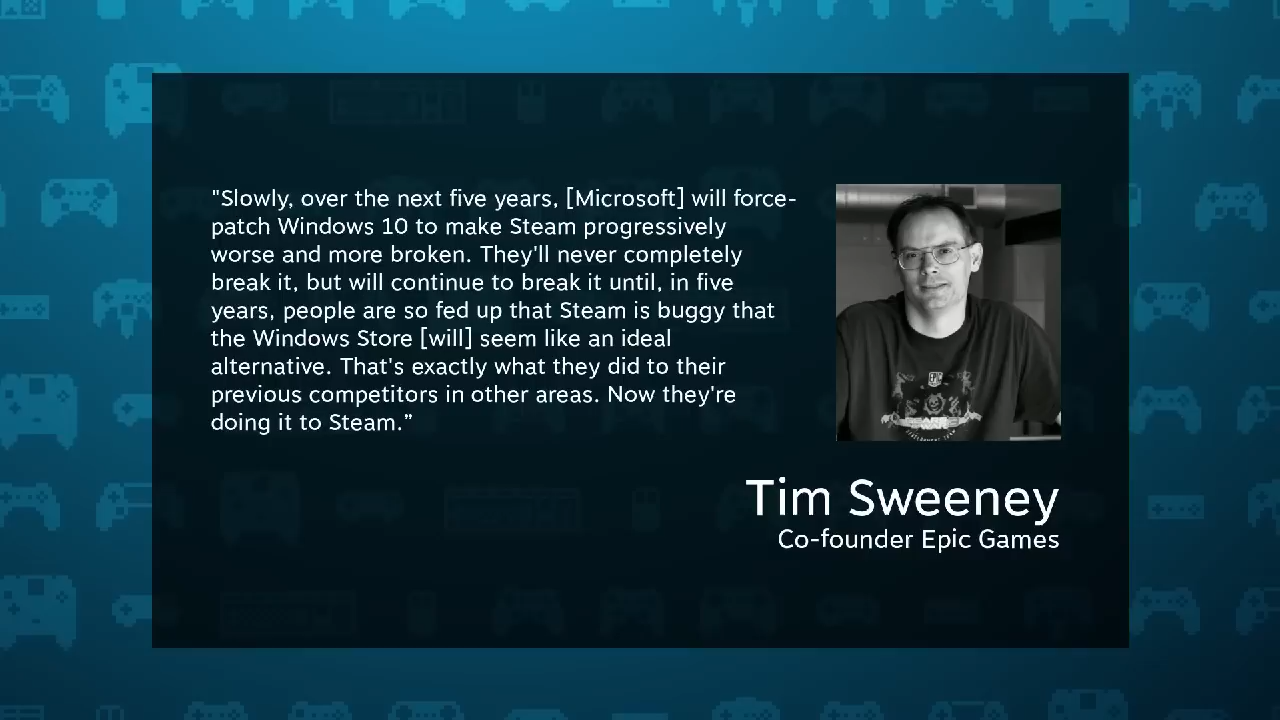 "Slowly, over the next five years, [Microsoft] will force-
patch Windows 10 to make Steam progressively
worse and more broken. They'll never completely
break it, but will continue to break it until, in five
years, people are so fed up that Steam is buggy that
the Windows Store [will] seem like an ideal
alternative. That's exactly what they did to their
previous competitors in other areas. Now they're
doing it to Steam.”
EPIC
Tim Sweeney
Co-founder Epic Games